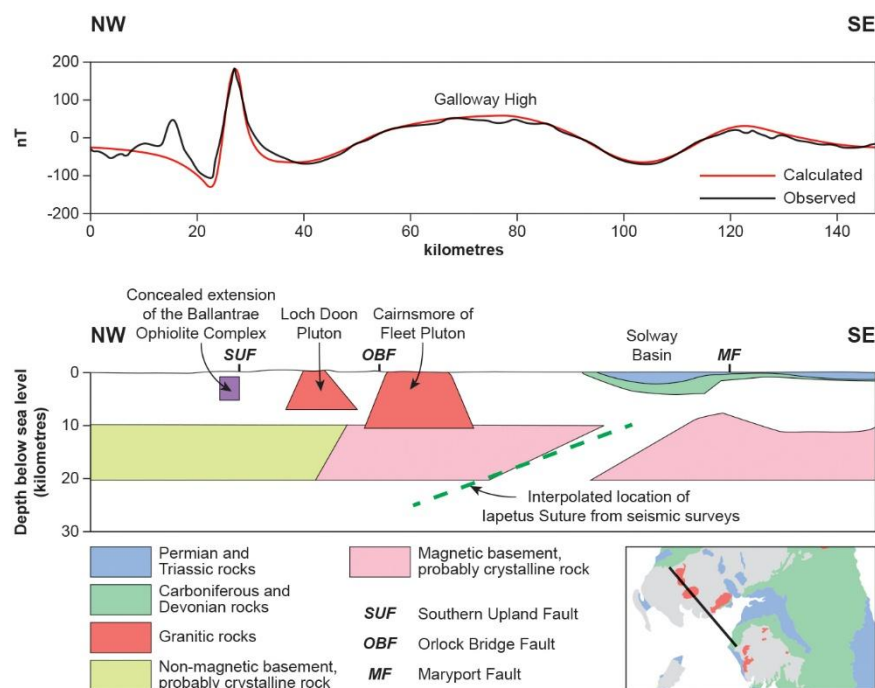 NW
SE
200
100
0
-100
-200
nT
Galloway High
Calculated
Observed
0
20
40
60
80
100
120
140
kilometres
Concealed extension
of the Ballantrae
Ophiolite Complex
Loch Doon
Pluton
Cairnsmore of
Fleet Pluton
NW
SUF
OBF
Solway
Basin
MF
SE
0
10
20
30
Depth below sea level
(kilometres)
Interpolated location of
Iapetus Suture from seismic surveys
Permian and
Triassic rocks
Carboniferous and
Devonian rocks
Granitic rocks
Non-magnetic basement,
probably crystalline rock
Magnetic basement,
probably crystalline rock
SUF Southern Upland Fault
OBF Orlock Bridge Fault
MF Maryport Fault